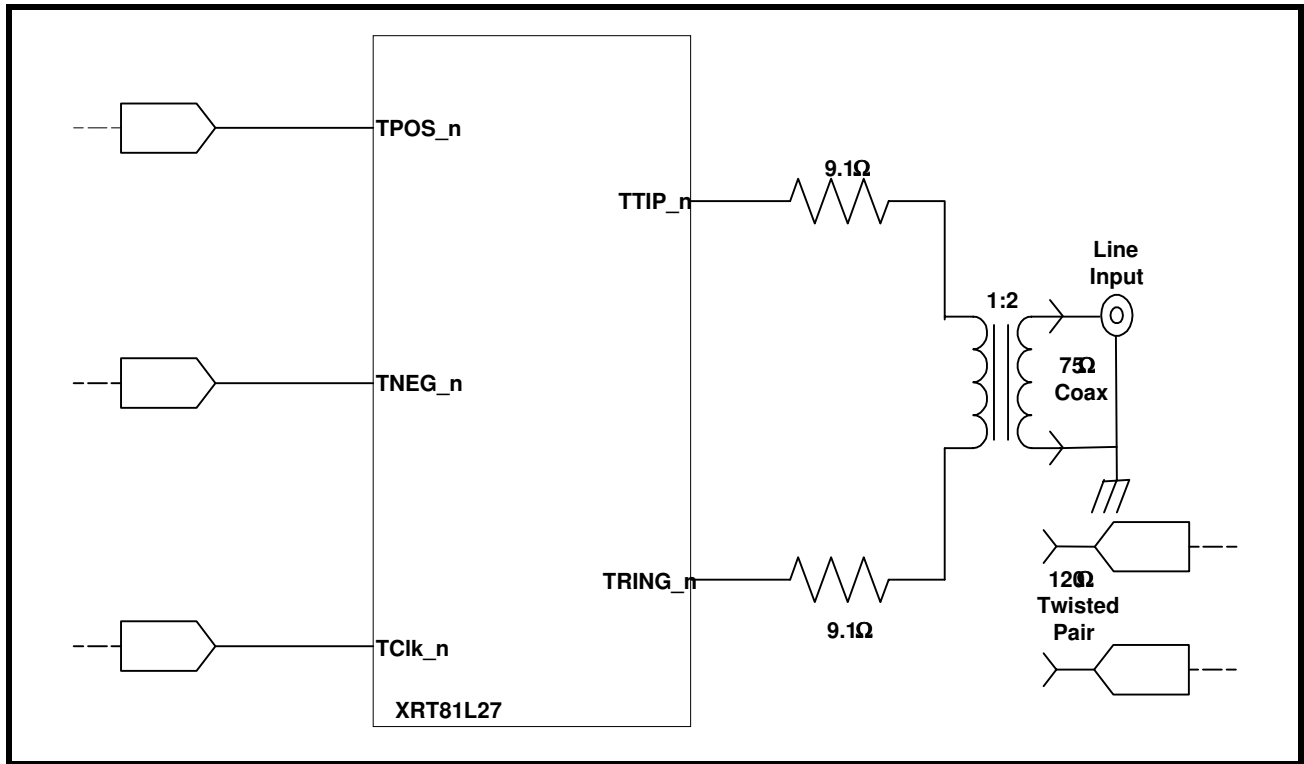 TPOS_n
TNEG_n
TClk_n
XRT81L27
TTIP_n
TRING_n
9.1Ω
9.1Ω
1:2
Line
Input
75Ω
Coax
120Ω
Twisted
Pair